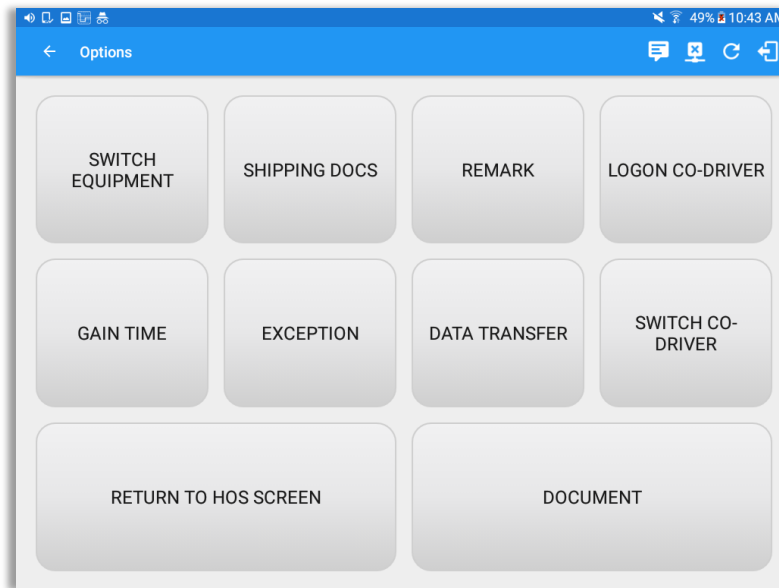 49% 10:43 AM
Options
SWITCH
EQUIPMENT
SHIPPING DOCS
REMARK
LOGON CO-DRIVER
GAIN TIME
EXCEPTION
DATA TRANSFER
SWITCH CO-
DRIVER
RETURN TO HOS SCREEN
DOCUMENT